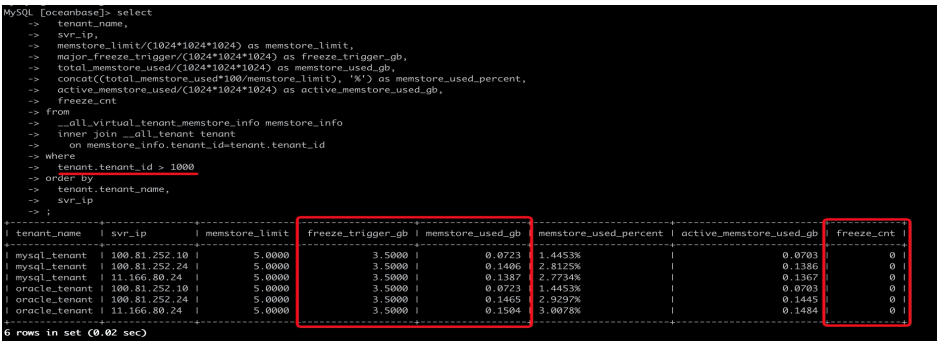 MySQL [oceanbase]> select
    ->   tenant_name,
    ->   svr_ip,
    ->   memstore_limit/(1024*1024*1024) as memstore_limit,
    ->   major_freeze_trigger/(1024*1024*1024) as freeze_trigger_gb,
    ->   total_memstore_used/(1024*1024*1024) as memstore_used_gb,
    ->   concat((total_memstore_used*100/memstore_limit), '%') as memstore_used_percent,
    ->   active_memstore_used/(1024*1024*1024) as active_memstore_used_gb,
    ->   freeze_cnt
    -> from
    ->   __all_virtual_tenant_memstore_info memstore_info
    ->   inner join __all_tenant tenant
    ->     on memstore_info.tenant_id=tenant.tenant_id
    -> where
    ->   tenant.tenant_id > 1000
    -> order by
    ->   tenant.tenant_name,
    ->   svr_ip
    -> ;
| tenant_name | svr_ip | memstore_limit | freeze_trigger_gb | memstore_used_gb | memstore_used_percent | active_memstore_used_gb | freeze_cnt |
| mysql_tenant | 100.81.252.10 | 5.0000 | 3.5000 | 0.0723 | 1.4453% | 0.0703 | 0 |
| mysql_tenant | 100.81.252.24 | 5.0000 | 3.5000 | 0.1406 | 2.8125% | 0.1386 | 0 |
| mysql_tenant | 11.166.80.24 | 5.0000 | 3.5000 | 0.1387 | 2.7734% | 0.1367 | 0 |
| oracle_tenant | 100.81.252.10 | 5.0000 | 3.5000 | 0.0723 | 1.4453% | 0.0703 | 0 |
| oracle_tenant | 100.81.252.24 | 5.0000 | 3.5000 | 0.1465 | 2.9297% | 0.1445 | 0 |
| oracle_tenant | 11.166.80.24 | 5.0000 | 3.5000 | 0.1504 | 3.0078% | 0.1484 | 0 |
6 rows in set (0.02 sec)